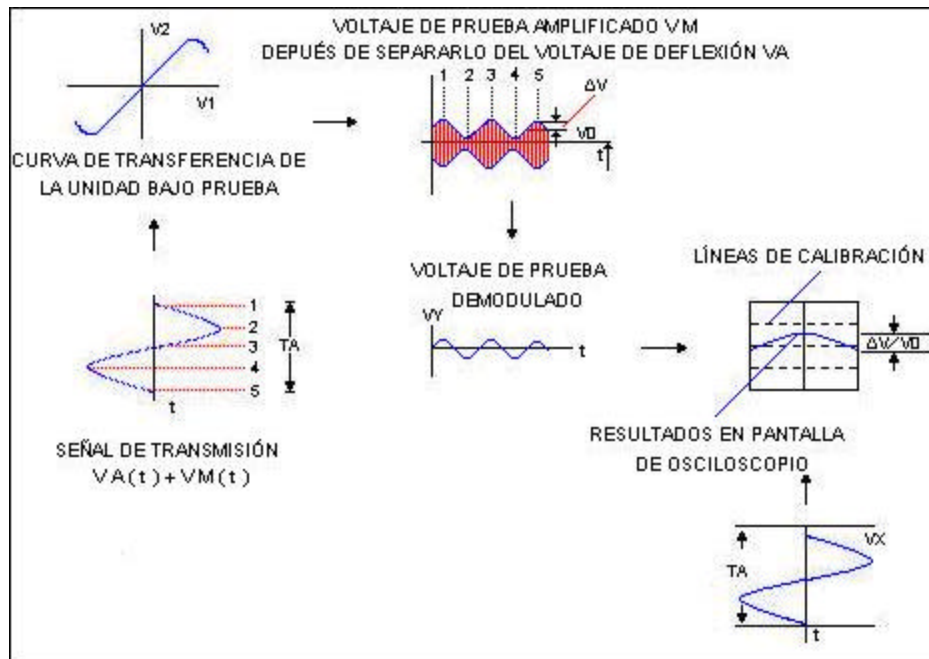 V2
V1
CURVA DE TRANSFERENCIA DE
LA UNIDAD BAJO PRUEBA
VOLTAJE DE PRUEBA AMPLIFICADO VM
DEPUÉS DE SEPARARLO DEL VOLTAJE DE DEFLEXIÓN VA
1 2 3 4 5
ΔV
V0
t
VOLTAJE DE PRUEBA
DEMODULADO
VY
t
LÍNEAS DE CALIBRACIÓN
ΔV/V0
RESULTADOS EN PANTALLA
DE OSCILOSCOPIO
1
2
3
4
5
TA
t
SEÑAL DE TRANSMISIÓN
VA(t)+VM(t)
VX
TA
t